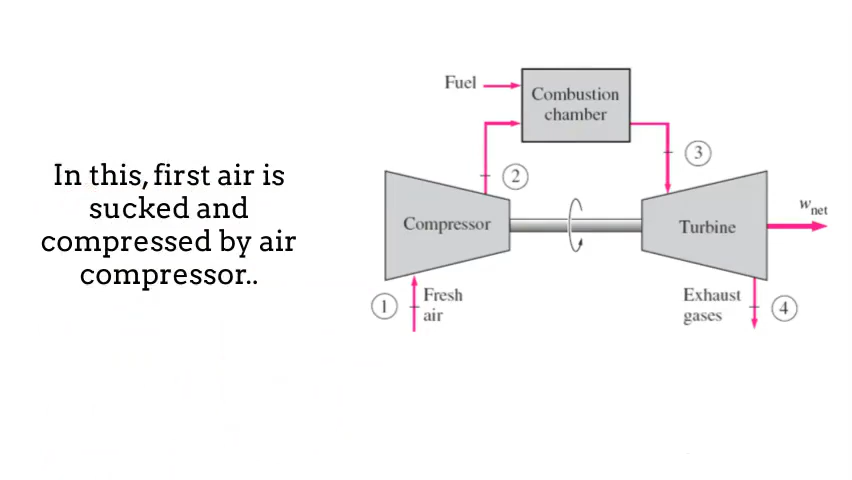 In this, first air is
sucked and
compressed by air
compressor..
Fuel
Combustion
chamber
2
3
Compressor
Turbine
wnet
1
Fresh
air
Exhaust
gases
4